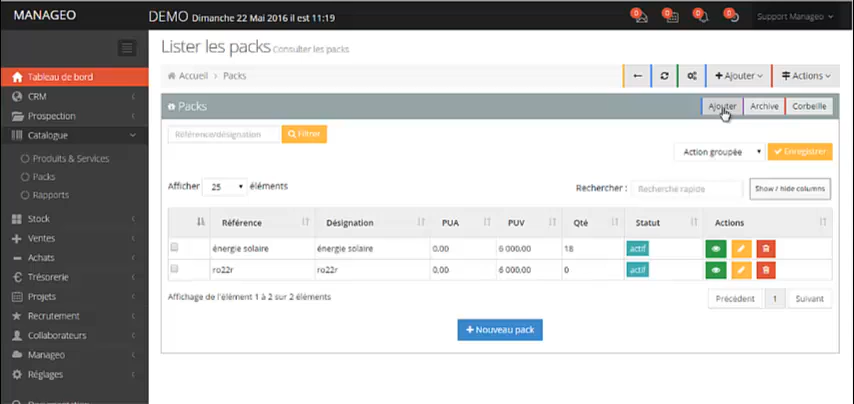 MANAGEO
DEMO Dimanche 22 Mai 2016 il est 11:19
0 0 0 0
Support Manageo
Lister les packs Consulter les packs
Tableau de bord
CRM
Prospection
Catalogue
Produits & Services
Packs
Rapports
Stock
Ventes
Achats
Trésorerie
Projets
Recrutement
Collaborateurs
Manageo
Réglages
Accueil > Packs
Ajouter
Actions
Packs
Ajouter Archive Corbeille
Référence/désignation Filtrer
Action groupée Enregistrer
Afficher 25 éléments
Rechercher : Recherche rapide Show / hide columns
Référence Désignation PUA PUV Qté Statut Actions
énergie solaire énergie solaire 0.00 6 000.00 18 actif
ro22r ro22r 0.00 6 000.00 0 actif
Affichage de l'élement 1 à 2 sur 2 éléments
Précédent 1 Suivant
Nouveau pack